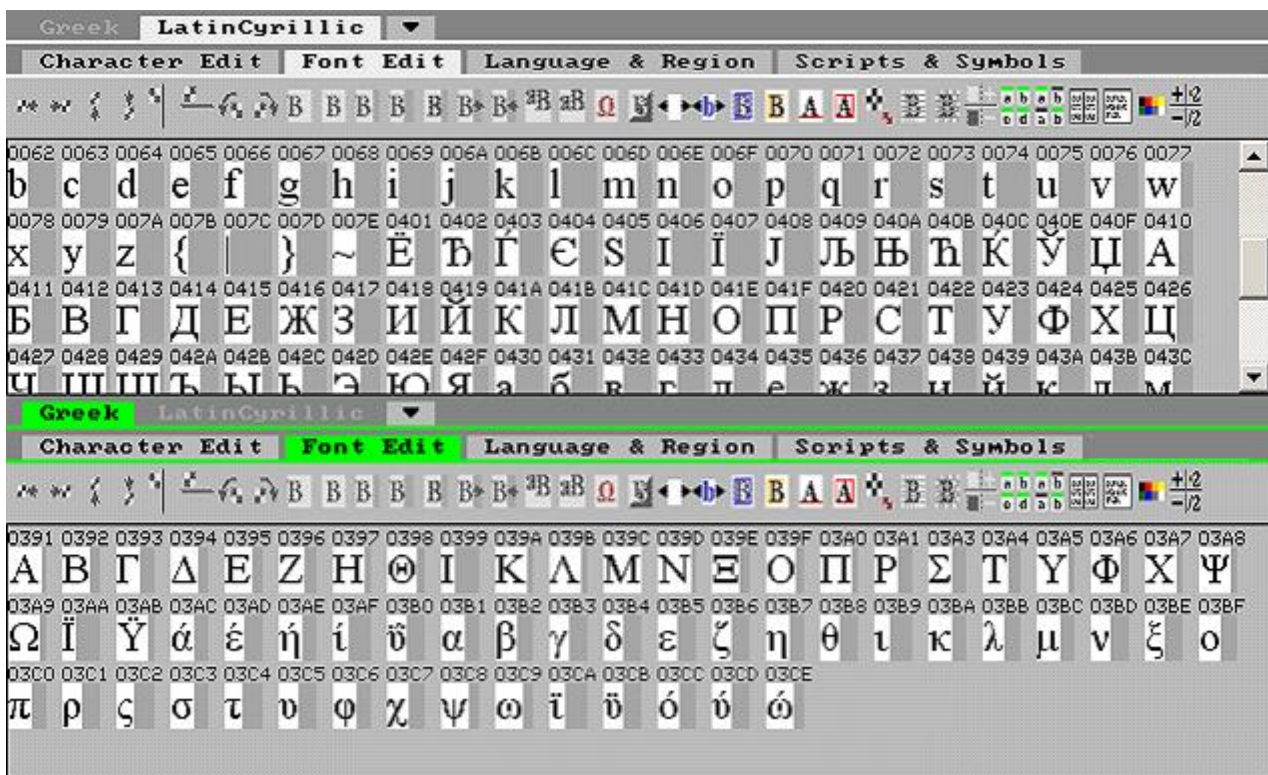 Greek LatinCyrillic
Character Edit Font Edit Language & Region Scripts & Symbols
0062 0063 0064 0065 0066 0067 0068 0069 006A 006B 006C 006D 006E 006F 0070 0071 0072 0073 0074 0075 0076 0077
b c d e f g h i j k l m n o p q r s t u v w
0078 0079 007A 007B 007C 007D 007E 0401 0402 0403 0404 0405 0406 0407 0408 0409 040A 040B 040C 040E 040F 0410
x y z { | } ~ Ё Ђ Ѓ Є Ѕ І Ї Ј Љ Њ Ћ Ќ Ў Џ А
0411 0412 0413 0414 0415 0416 0417 0418 0419 041A 041B 041C 041D 041E 041F 0420 0421 0422 0423 0424 0425 0426
Б В Г Д Е Ж З И Й К Л М Н О П Р С Т У Ф Х Ц
0427 0428 0429 042A 042B 042C 042D 042E 042F 0430 0431 0432 0433 0434 0435 0436 0437 0438 0439 043A 043B 043C
Ч Ш Щ Ъ Ы Ь Э Ю Я а б в г д е ж з и й к л м
Greek LatinCyrillic
Character Edit Font Edit Language & Region Scripts & Symbols
0391 0392 0393 0394 0395 0396 0397 0398 0399 039A 039B 039C 039D 039E 039F 03A0 03A1 03A3 03A4 03A5 03A6 03A7 03A8
Α Β Γ Δ Ε Ζ Η Θ Ι Κ Λ Μ Ν Ξ Ο Π Ρ Σ Τ Υ Φ Χ Ψ
03A9 03AA 03AB 03AC 03AD 03AE 03AF 03B0 03B1 03B2 03B3 03B4 03B5 03B6 03B7 03B8 03B9 03BA 03BB 03BC 03BD 03BE 03BF
Ω Ϊ Ϋ ά έ ή ί ΰ α β γ δ ε ζ η θ ι κ λ μ ν ξ ο
03C0 03C1 03C2 03C3 03C4 03C5 03C6 03C7 03C8 03C9 03CA 03CB 03CC 03CD 03CE
π ρ ς σ τ υ φ χ ψ ω ϊ ϋ ό ύ ώ